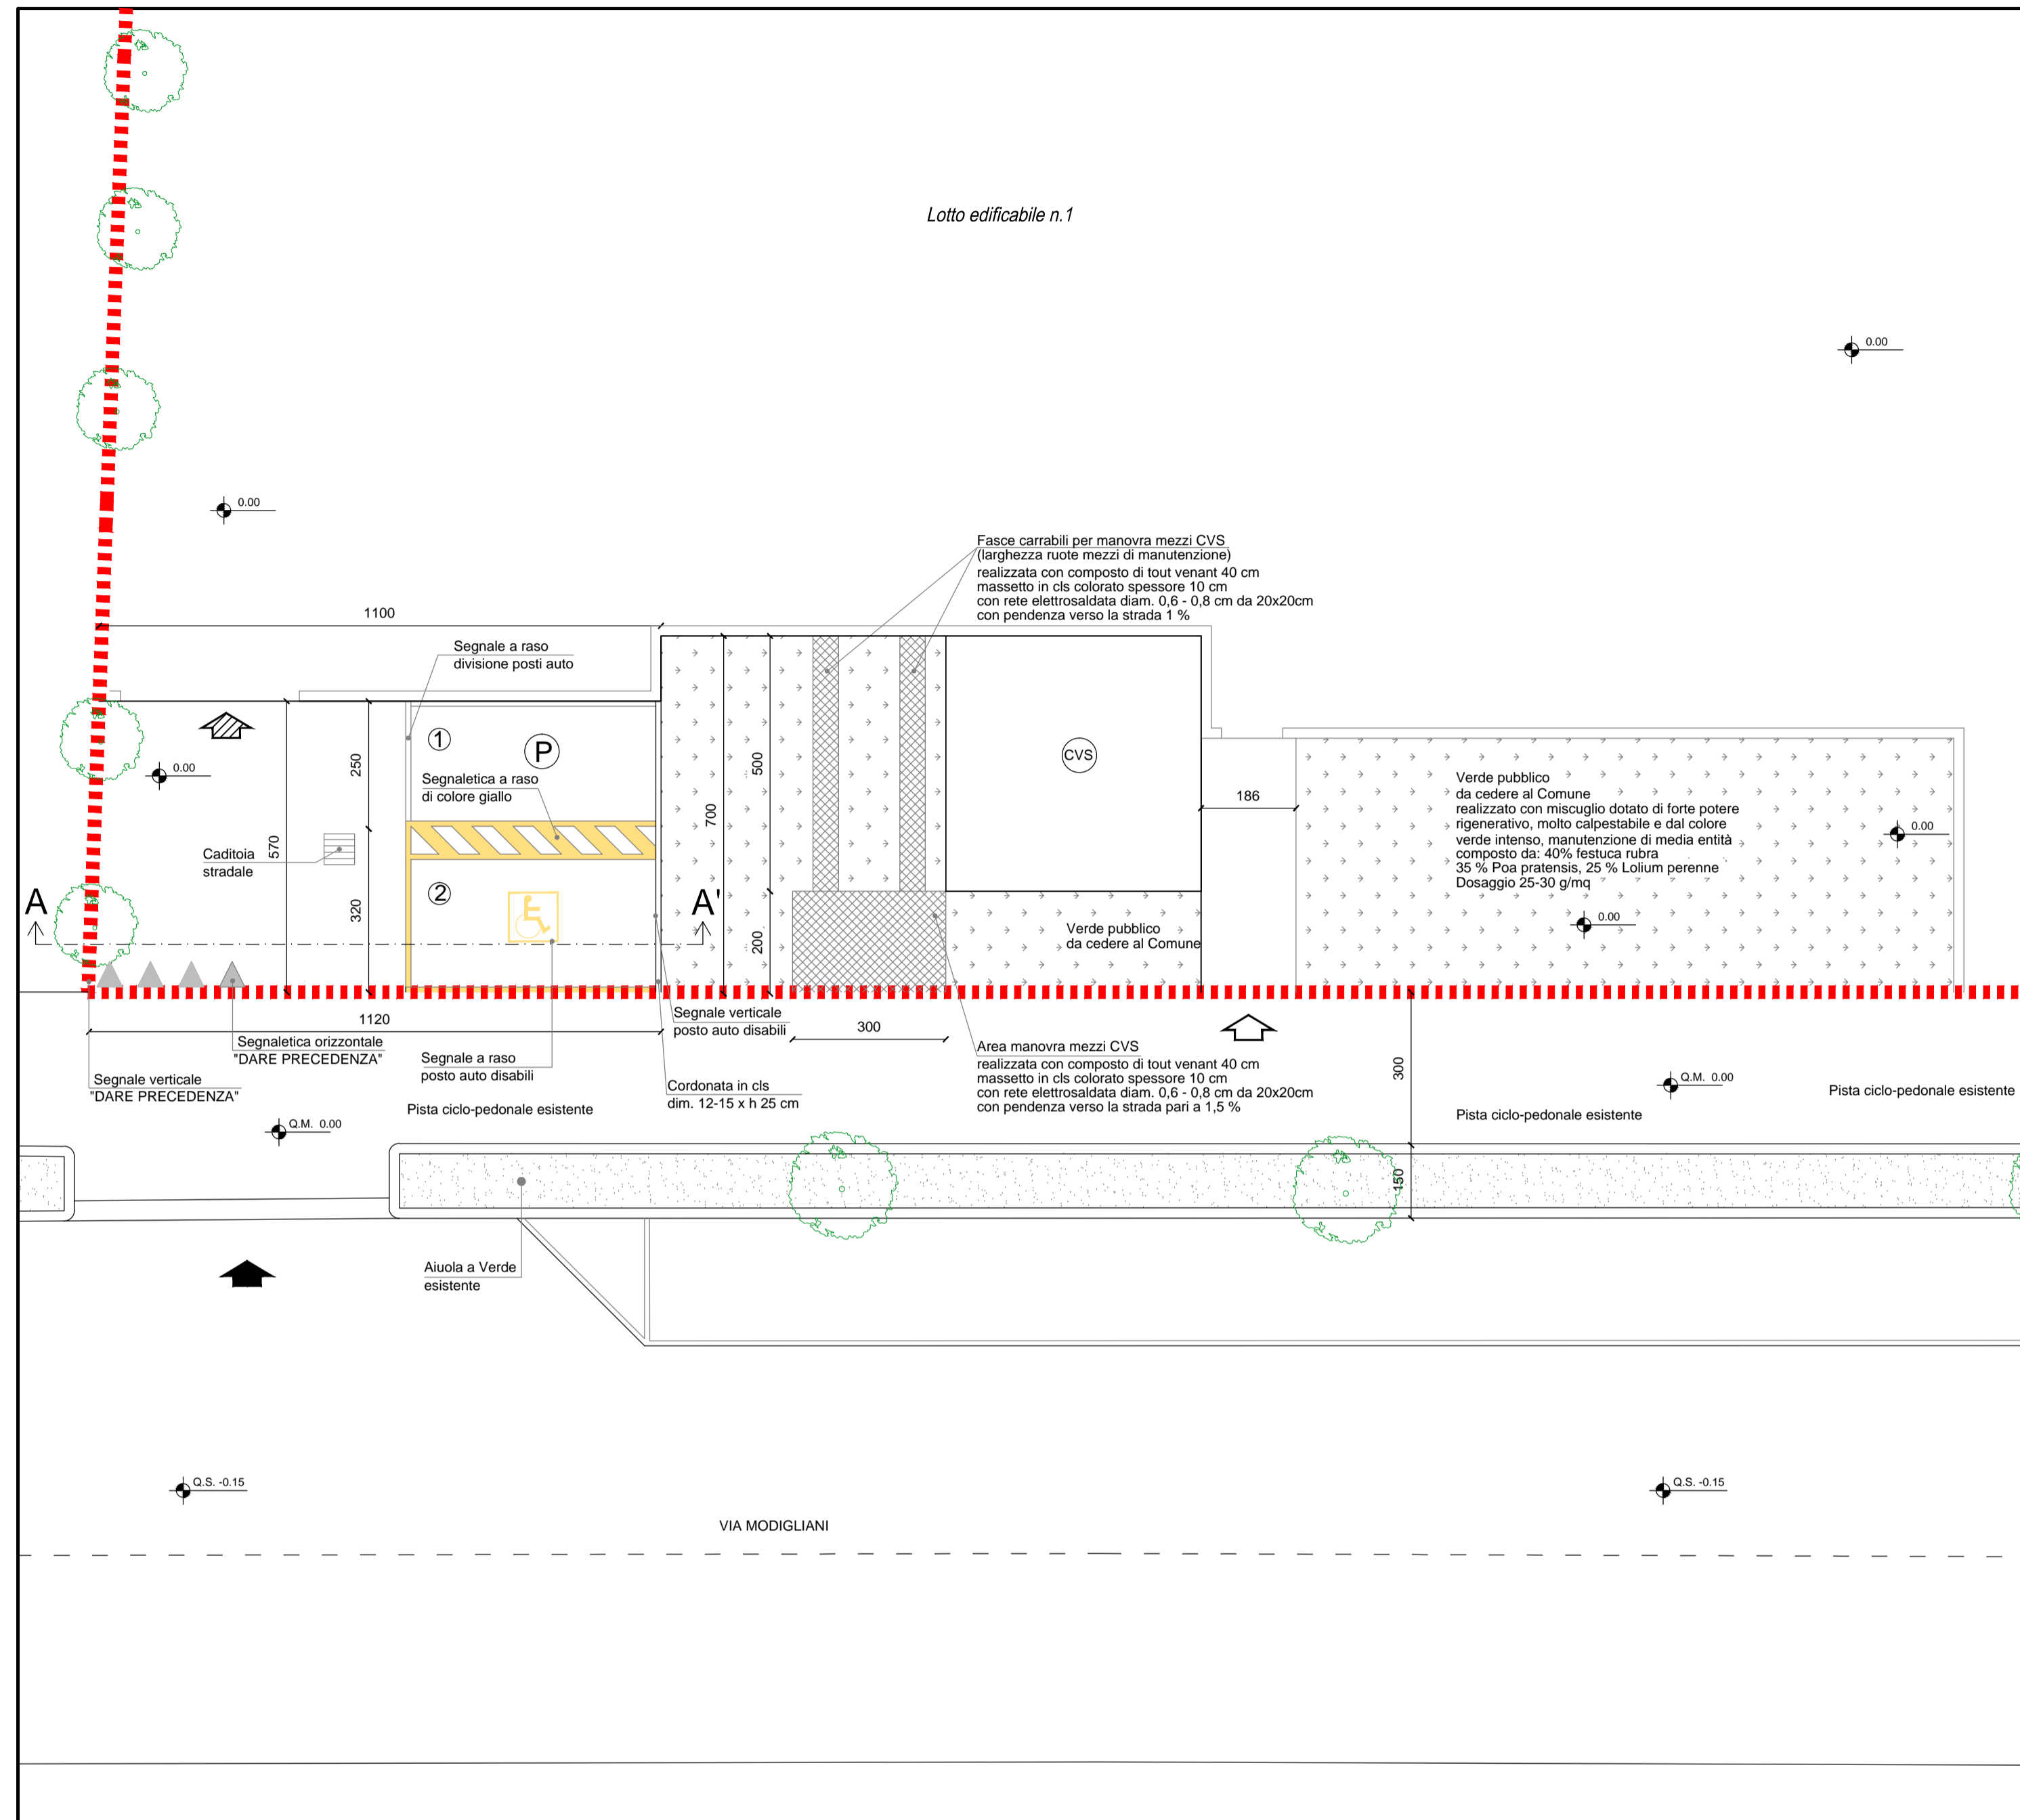 Lotto edificabile n.1
0.00
0.00
Fasce carrabili per manovra mezzi CVS
(larghezza ruote mezzi di manutenzione)
realizzata con composto di tout venant 40 cm
massetto in cls colorato spessore 10 cm
con rete elettrosaldata diam. 0,6 - 0,8 cm da 20x20cm
con pendenza verso la strada 1 %
1100
Segnale a raso
divisione posti auto
1
P
Segnaletica a raso
di colore giallo
0.00
250
500
700
CVS
186
Verde pubblico
da cedere al Comune
realizzato con miscuglio dotato di forte potere
rigenerativo, molto calpestabile e dal colore
verde intenso, manutenzione di media entità
composto da: 40% festuca rubra
35 % Poa pratensis, 25 % Lolium perenne
Dosaggio 25-30 g/mq
0.00
0.00
Caditoia
stradale
570
320
2
A
A'
200
Verde pubblico
da cedere al Comune
1120
Segnale verticale
posto auto disabili
300
Segnaletica orizzontale
"DARE PRECEDENZA"
Segnale a raso
posto auto disabili
Area manovra mezzi CVS
realizzata con composto di tout venant 40 cm
massetto in cls colorato spessore 10 cm
con rete elettrosaldata diam. 0,6 - 0,8 cm da 20x20cm
con pendenza verso la strada pari a 1,5 %
300
Segnale verticale
"DARE PRECEDENZA"
Cordonata in cls
dim. 12-15 x h 25 cm
Q.M. 0.00
Pista ciclo-pedonale esistente
Pista ciclo-pedonale esistente
Pista ciclo-pedonale esistente
Q.M. 0.00
150
Aiuola a Verde
esistente
Q.S. -0.15
Q.S. -0.15
VIA MODIGLIANI